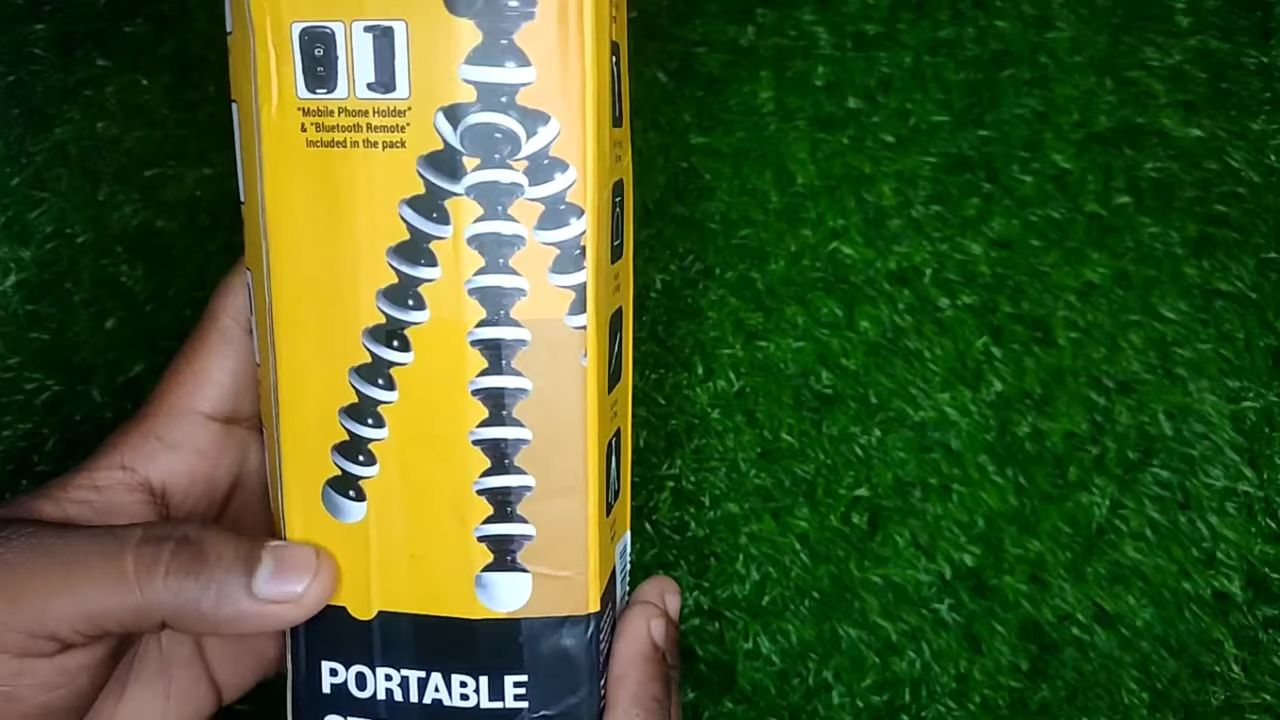 "Mobile Phone Holder"
& "Bluetooth Remote"
Included in the pack
PORTABLE